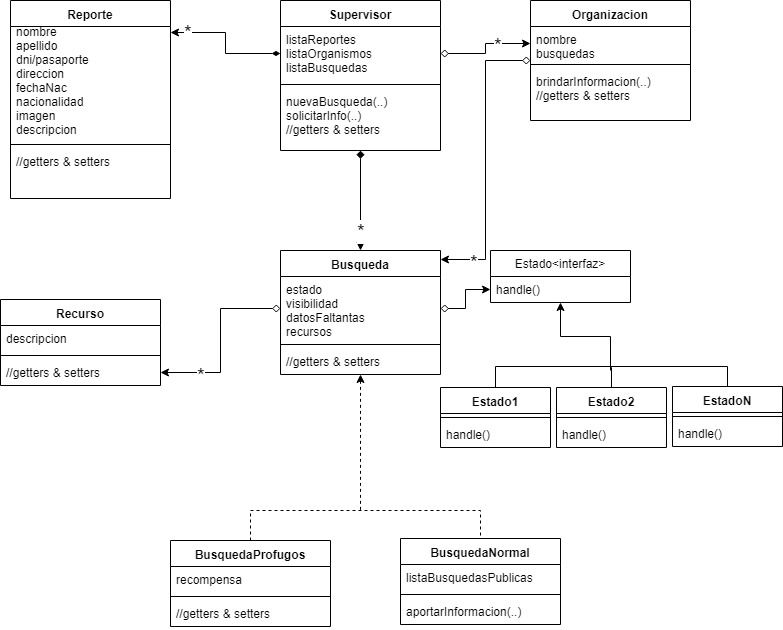 Reporte
nombre
apellido
dni/pasaporte
direccion
fechaNac
nacionalidad
imagen
descripcion
//getters & setters
*
Supervisor
listaReportes
listaOrganismos
listaBusquedas
nuevaBusqueda(..)
solicitarInfo(..)
//getters & setters
*
Organizacion
nombre
busquedas
brindarInformacion(..)
//getters & setters
*
*
Busqueda
estado
visibilidad
datosFaltantas
recursos
//getters & setters
Estado<interfaz>
handle()
Recurso
descripcion
//getters & setters
*
Estado1
handle()
Estado2
handle()
EstadoN
handle()
BusquedaProfugos
recompensa
//getters & setters
BusquedaNormal
listaBusquedasPublicas
aportarInformacion(..)